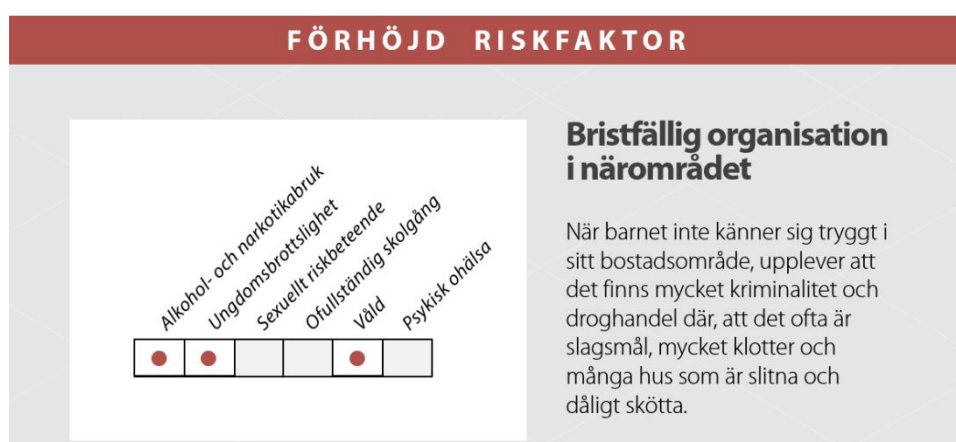 FÖRHÖJD RISKFAKTOR
Alkohol- och narkotikabruk
Ungdomsbrottslighet
Sexuellt riskbeteende
Ofullständig skolgång
Våld
Psykisk ohälsa
Bristfällig organisation
i närområdet
När barnet inte känner sig tryggt i
sitt bostadsområde, upplever att
det finns mycket kriminalitet och
droghandel där, att det ofta är
slagsmål, mycket klotter och
många hus som är slitna och
dåligt skötta.